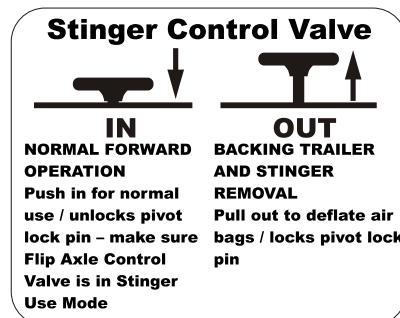 Stinger Control Valve
IN
NORMAL FORWARD
OPERATION
Push in for normal
use / unlocks pivot
lock pin – make sure
Flip Axle Control
Valve is in Stinger
Use Mode
OUT
BACKING TRAILER
AND STINGER
REMOVAL
Pull out to deflate air
bags / locks pivot lock
pin